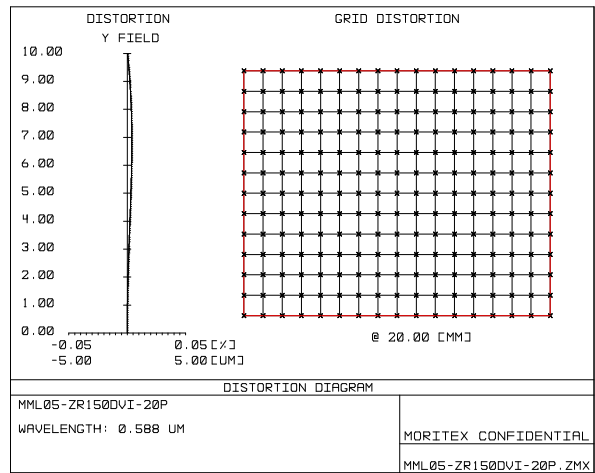 DISTORTION
Y FIELD
10.00
9.00
8.00
7.00
6.00
5.00
4.00
3.00
2.00
1.00
0.00
-0.05 0.05[%]
-5.00 5.00[UM]
GRID DISTORTION
@ 20.00 [MM]
DISTORTION DIAGRAM
MML05-ZR150DVI-20P
WAVELENGTH: 0.588 UM
MORITEX CONFIDENTIAL
MML05-ZR150DVI-20P.ZMX